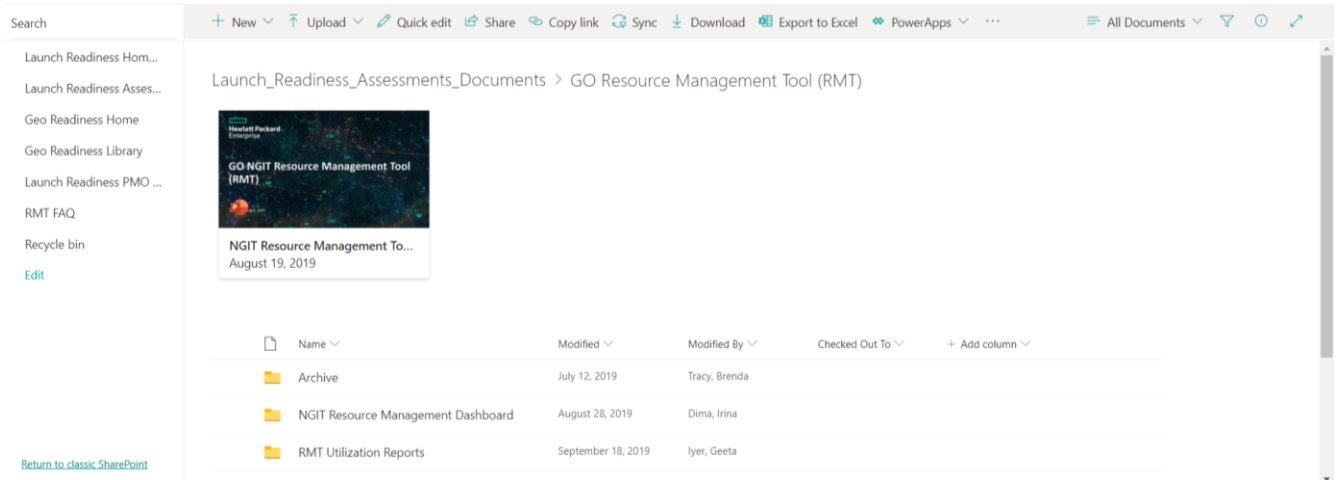 Search
New Upload Quick edit Share Copy link Sync Download Export to Excel PowerApps ··· All Documents
Launch Readiness Hom...
Launch Readiness Asses...
Geo Readiness Home
Geo Readiness Library
Launch Readiness PMO ...
RMT FAQ
Recycle bin
Edit
Return to classic SharePoint
Launch_Readiness_Assessments_Documents > GO Resource Management Tool (RMT)
Hewlett Packard
Enterprise
GO NGIT Resource Management Tool
(RMT)
NGIT Resource Management To...
August 19, 2019
Name Modified Modified By Checked Out To + Add column
Archive July 12, 2019 Tracy, Brenda
NGIT Resource Management Dashboard August 28, 2019 Dima, Irina
RMT Utilization Reports September 18, 2019 Iyer, Geeta